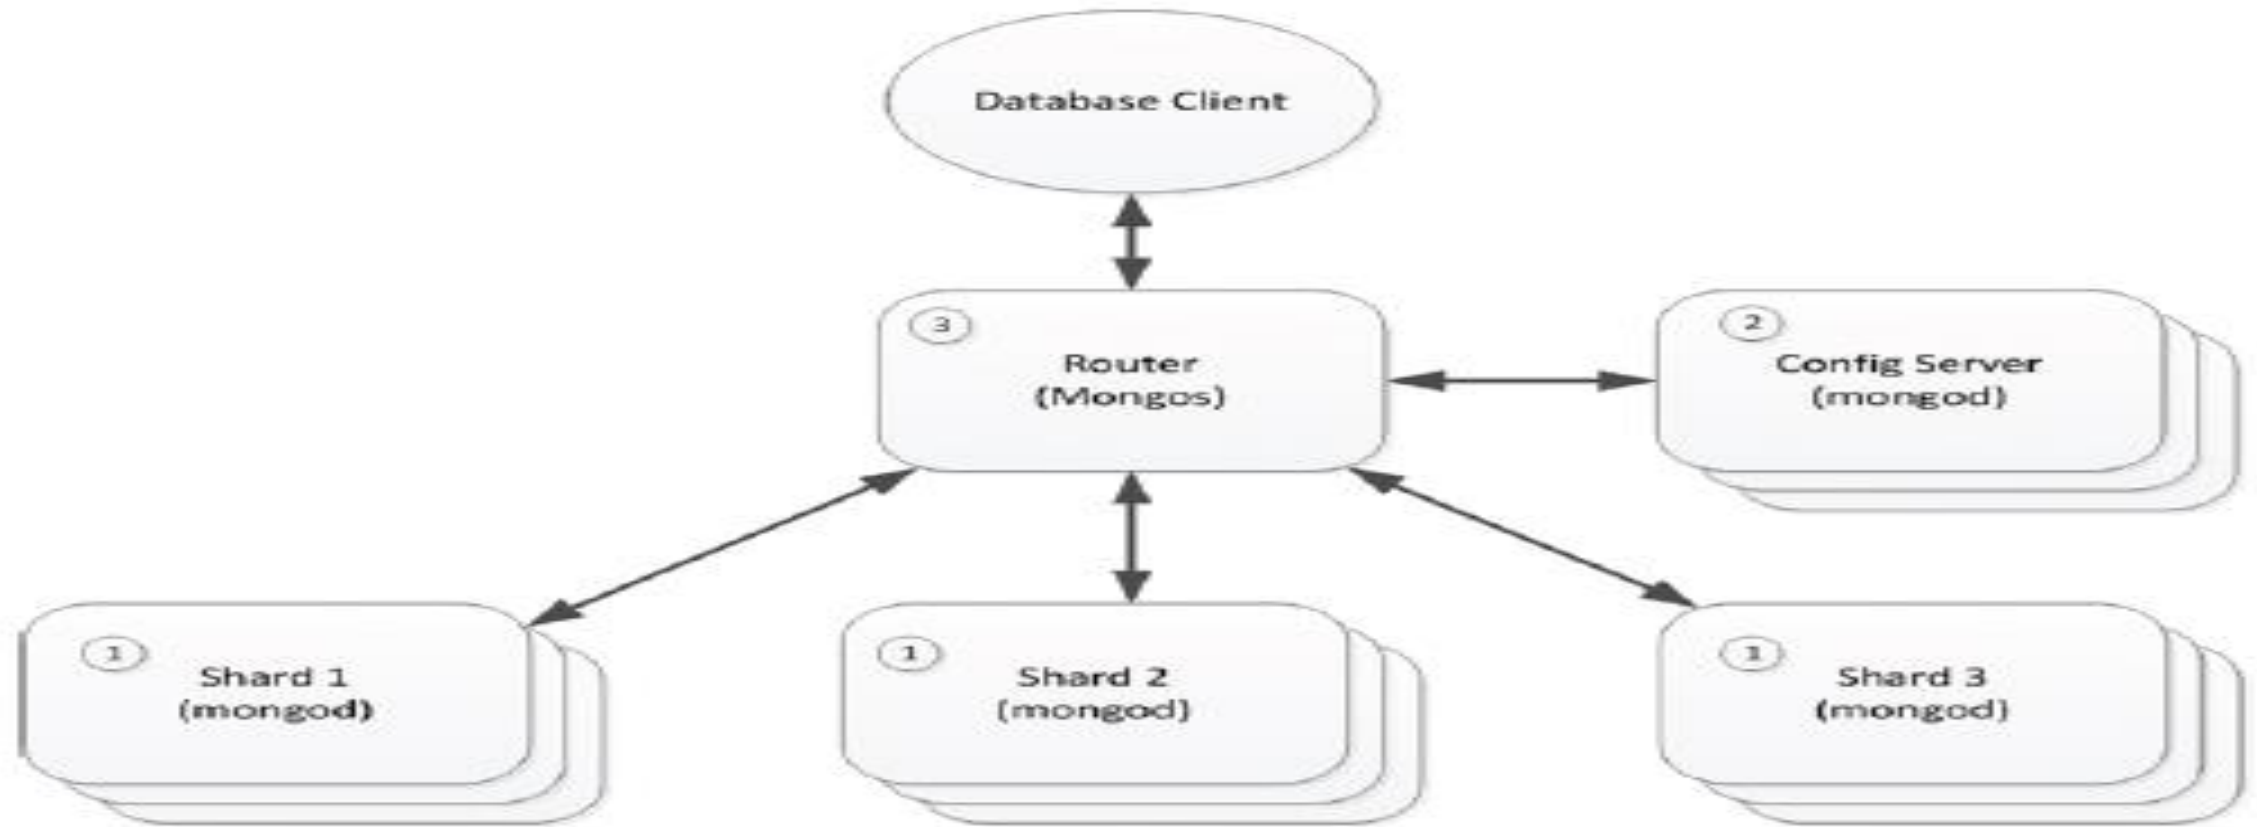 Database Client
3
Router
(Mongos)
2
Config Server
(mongod)
1
Shard 1
(mongod)
1
Shard 2
(mongod)
1
Shard 3
(mongod)